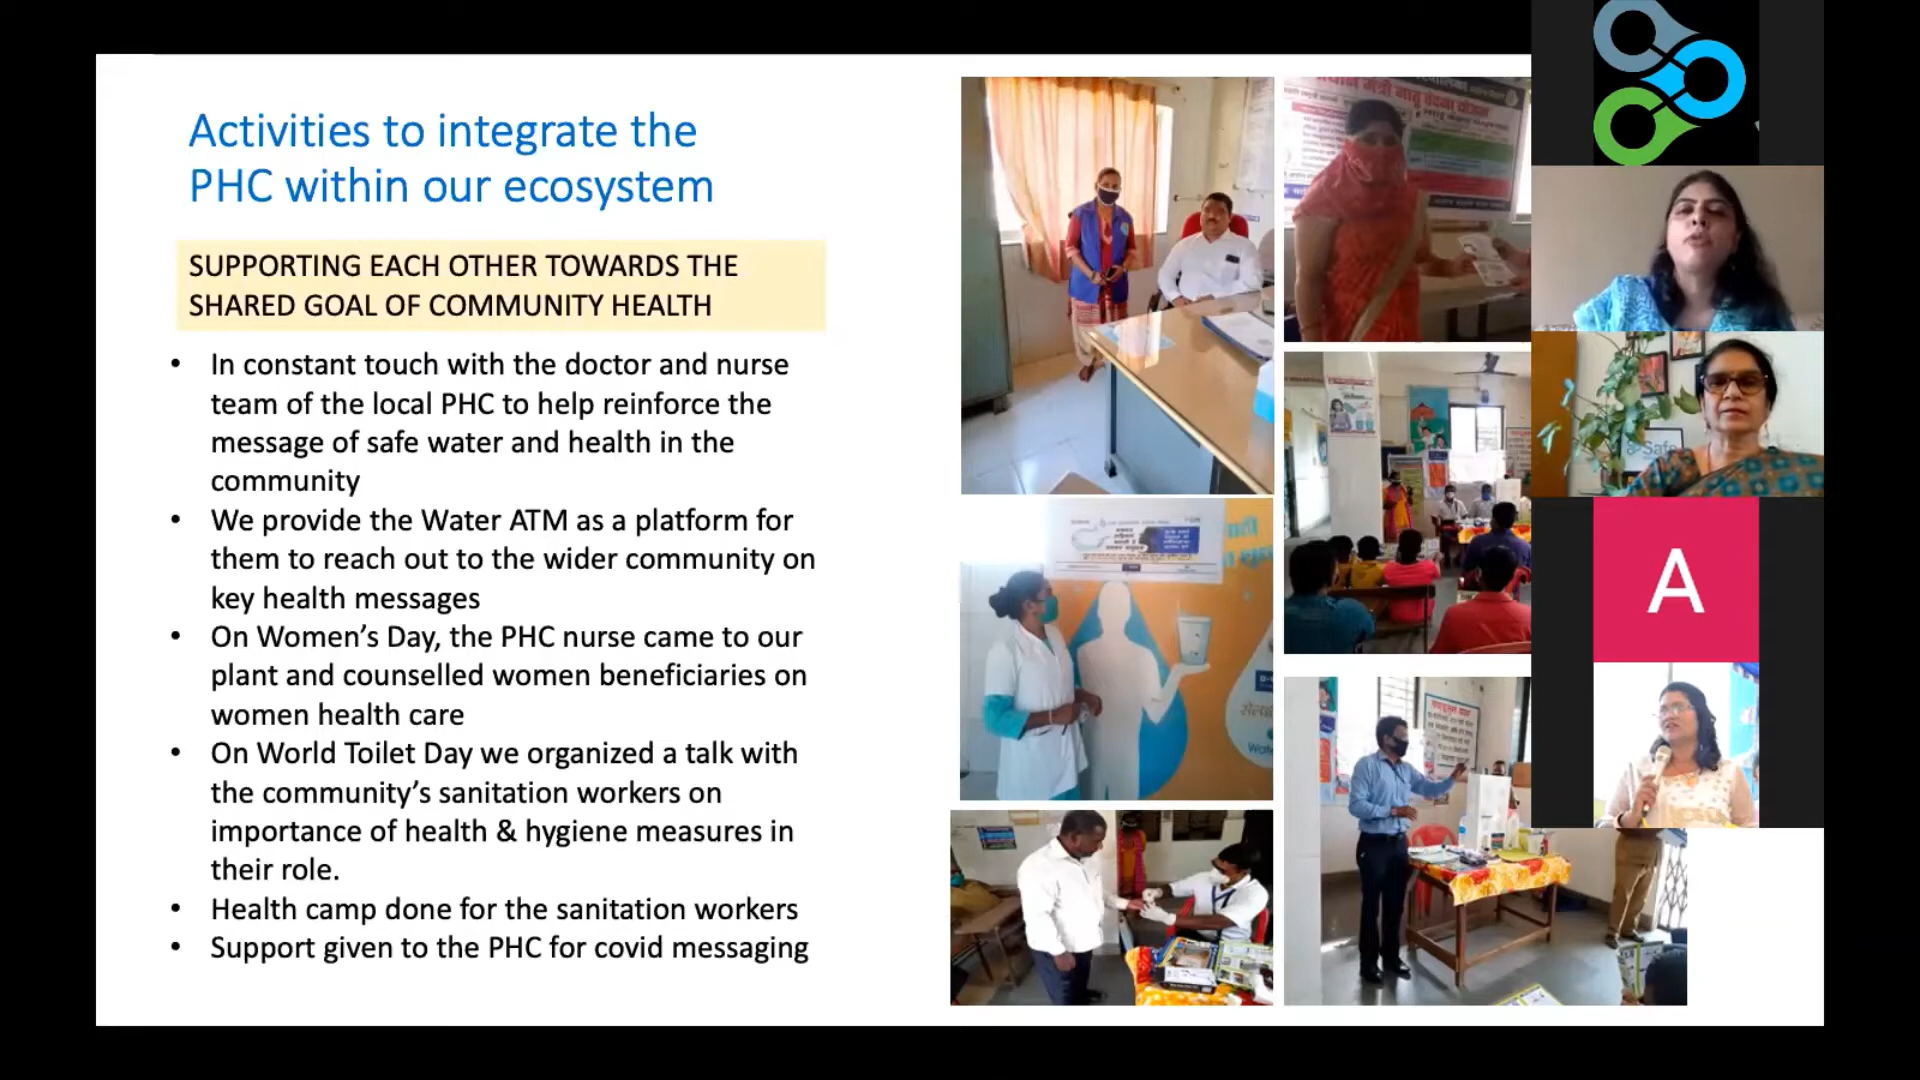 Activities to integrate the
PHC within our ecosystem
SUPPORTING EACH OTHER TOWARDS THE
SHARED GOAL OF COMMUNITY HEALTH
• In constant touch with the doctor and nurse
team of the local PHC to help reinforce the
message of safe water and health in the
community
• We provide the Water ATM as a platform for
them to reach out to the wider community on
key health messages
• On Women’s Day, the PHC nurse came to our
plant and counselled women beneficiaries on
women health care
• On World Toilet Day we organized a talk with
the community’s sanitation workers on
importance of health & hygiene measures in
their role.
• Health camp done for the sanitation workers
• Support given to the PHC for covid messaging
मंत्री मातृ वंदना योजना
Wate
Safe
A